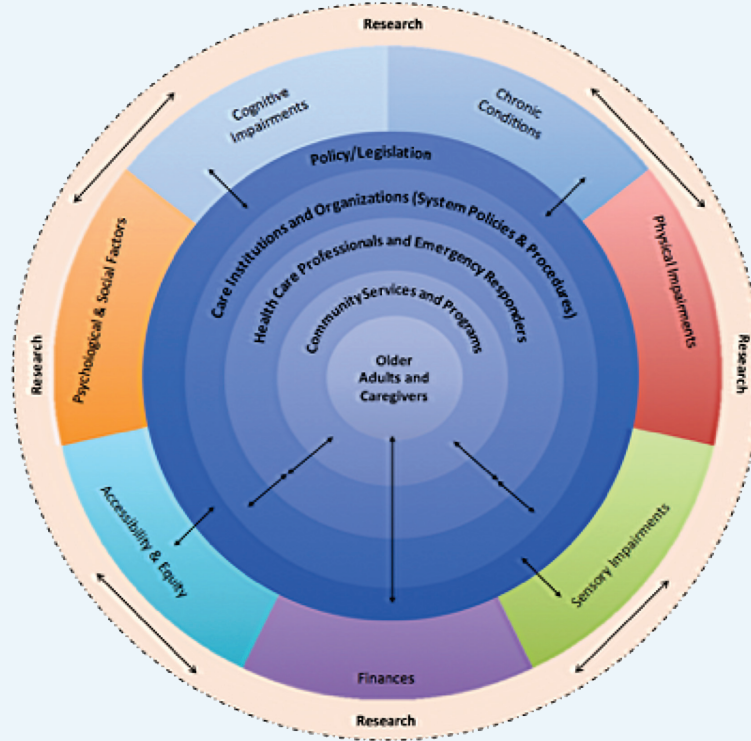 Research
Cognitive
Impairments
Chronic
Conditions
Policy/Legislation
Care Institutions and Organizations (System Policies & Procedures)
Health Care Professionals and Emergency Responders
Community Services and Programs
Older
Adults and
Caregivers
Psychological & Social Factors
Physical Impairments
Research
Research
Accessibility & Equity
Sensory Impairments
Finances
Research